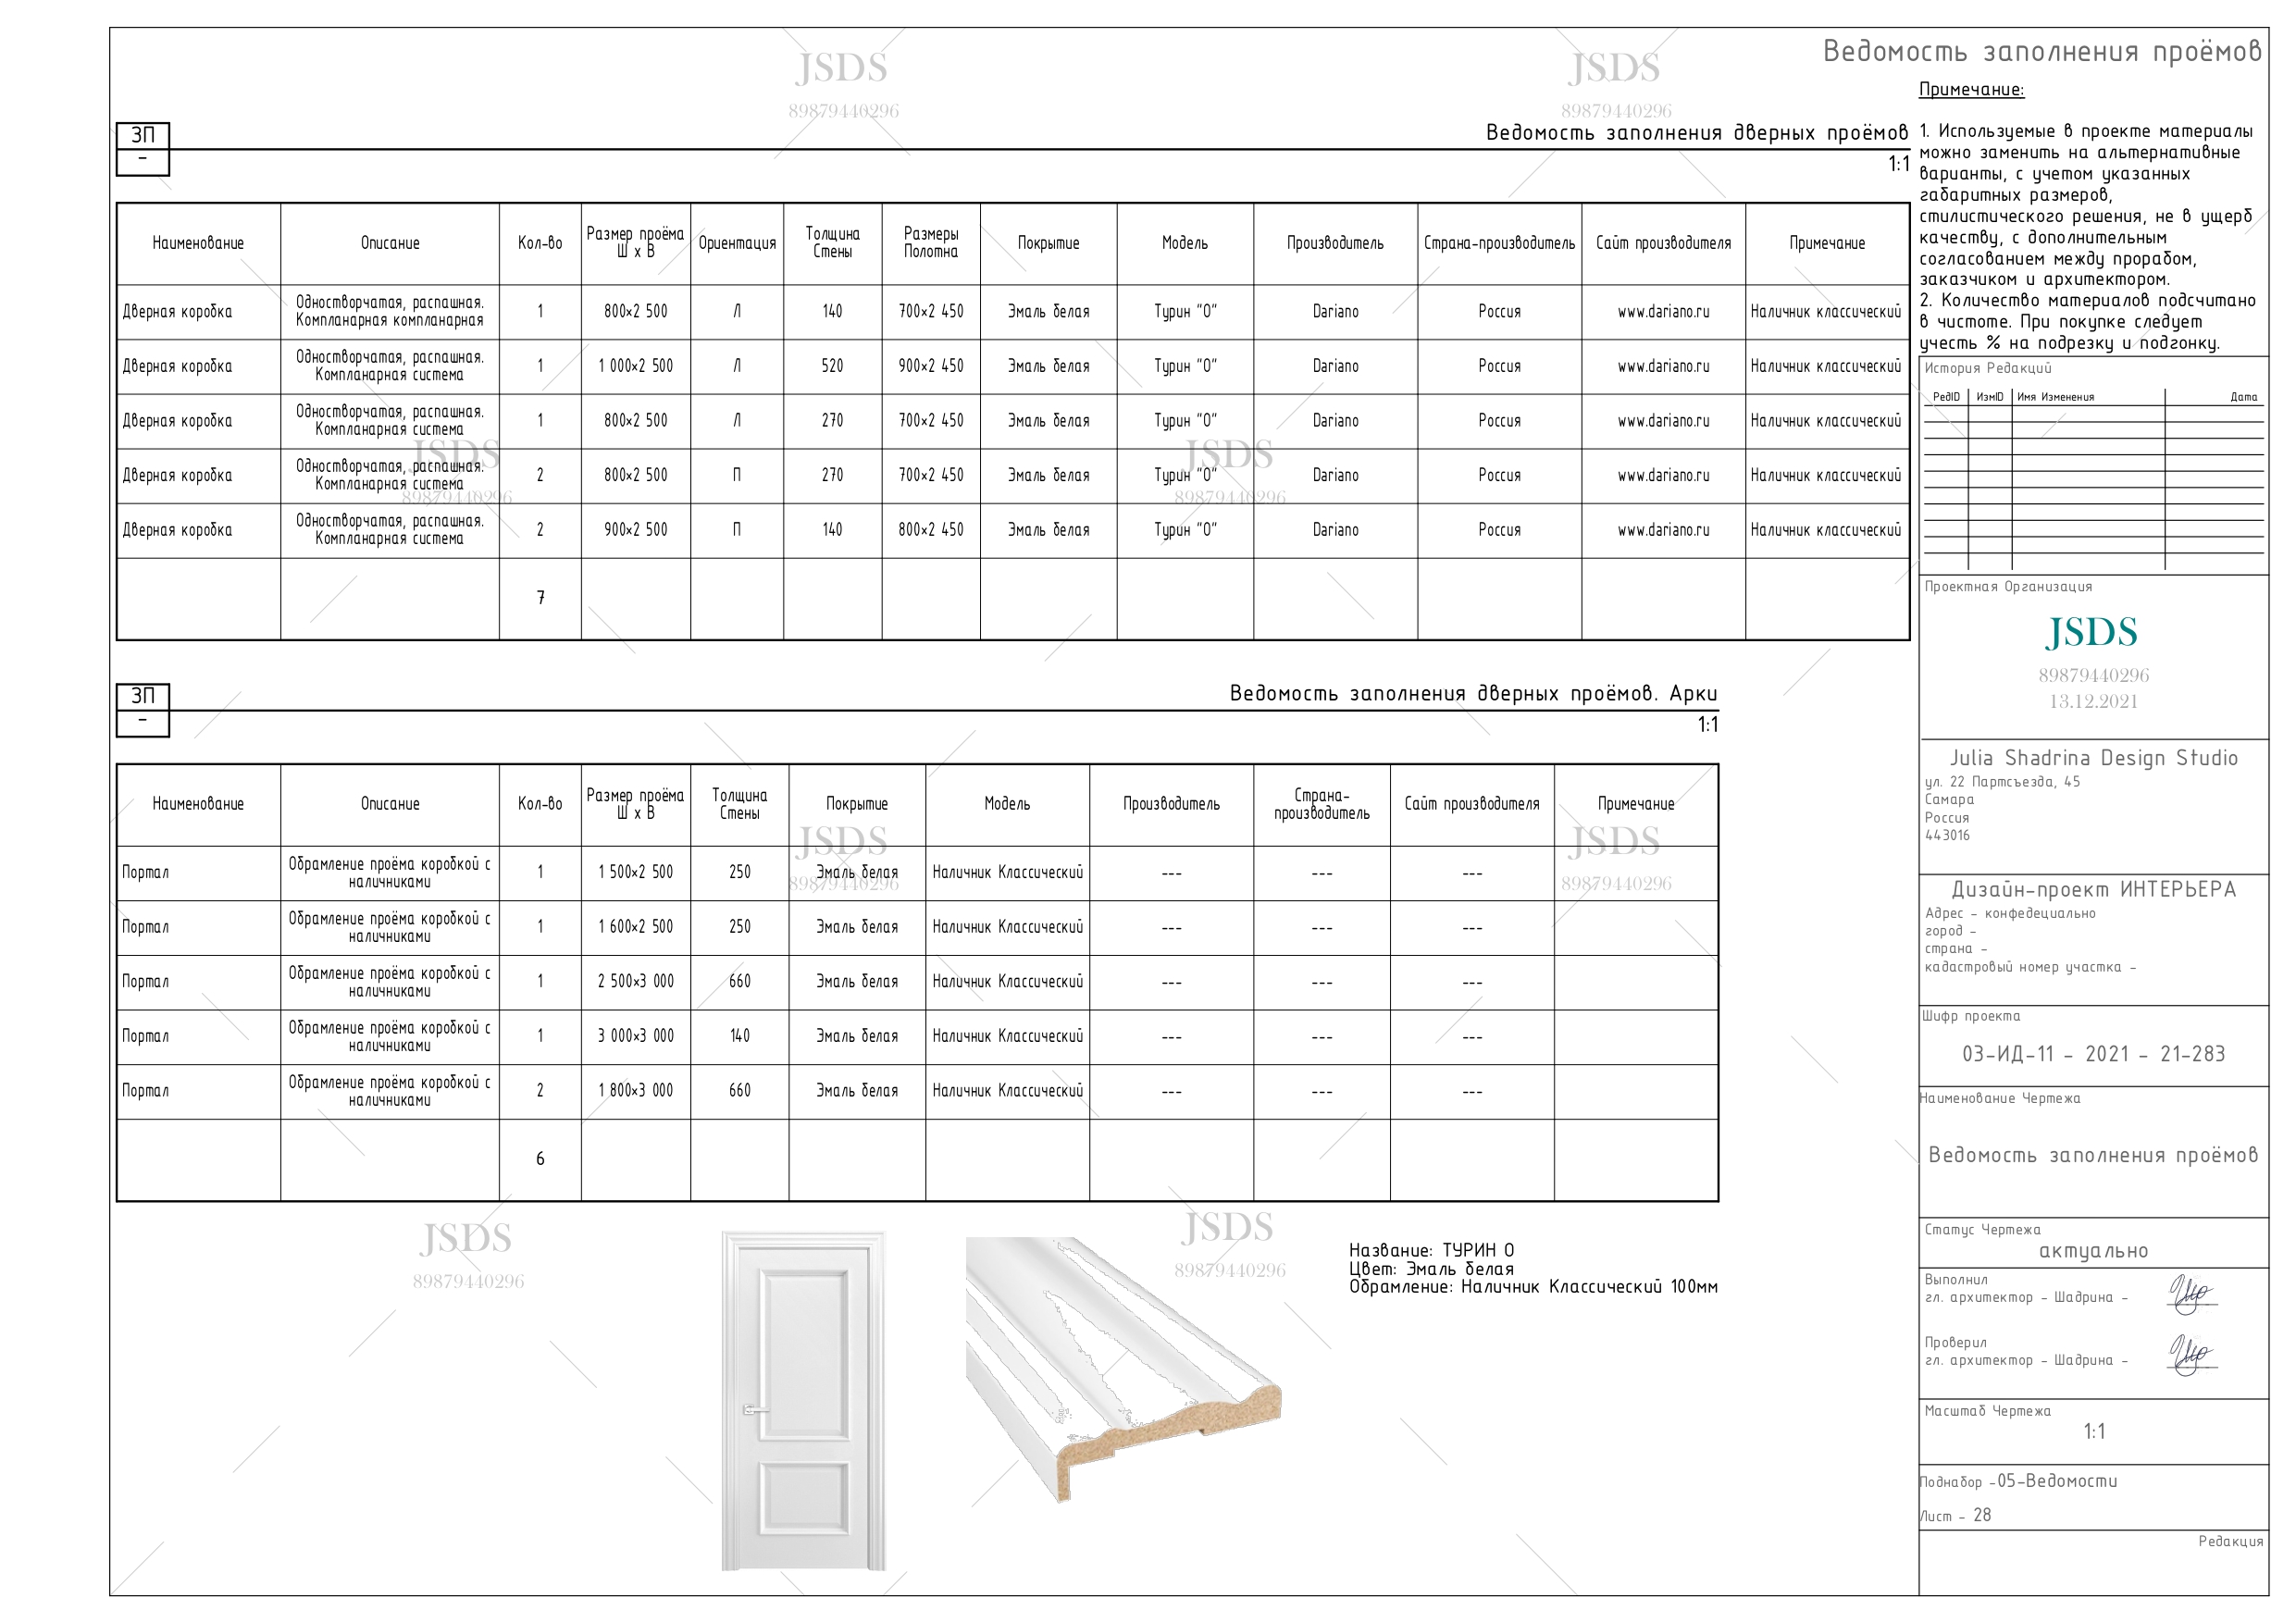 Ведомость заполнения проёмов
Примечание:
1. Используемые в проекте материалы
можно заменить на альтернативные
варианты, с учетом указанных
габаритных размеров,
стилистического решения, не в ущерб
качеству, с дополнительным
согласованием между прорабом,
заказчиком и архитектором.
2. Количество материалов подсчитано
в чистоте. При покупке следует
учесть % на подрезку и подгонку.
JSDS
89879440296
JSDS
89879440296
ЗП
-
Ведомость заполнения дверных проёмов
1:1
Наименование Описание Кол-во Размер проёма Ш х В Ориентация Толщина Стены Размеры Полотна Покрытие Модель Производитель Страна-производитель Сайт производителя Примечание
Дверная коробка Одностворчатая, распашная. Компланарная компланарная 1 800×2 500 Л 140 700×2 450 Эмаль белая Турин "О" Dariano Россия www.dariano.ru Наличник классический
Дверная коробка Одностворчатая, распашная. Компланарная система 1 1 000×2 500 Л 520 900×2 450 Эмаль белая Турин "О" Dariano Россия www.dariano.ru Наличник классический
Дверная коробка Одностворчатая, распашная. Компланарная система 1 800×2 500 Л 270 700×2 450 Эмаль белая Турин "О" Dariano Россия www.dariano.ru Наличник классический
Дверная коробка Одностворчатая, распашная. Компланарная система 2 800×2 500 П 270 700×2 450 Эмаль белая Турин "О" Dariano Россия www.dariano.ru Наличник классический
Дверная коробка Одностворчатая, распашная. Компланарная система 2 900×2 500 П 140 800×2 450 Эмаль белая Турин "О" Dariano Россия www.dariano.ru Наличник классический
7
JSDS
89879440296
JSDS
89879440296
ЗП
-
Ведомость заполнения дверных проёмов. Арки
1:1
Наименование Описание Кол-во Размер проёма Ш х В Толщина Стены Покрытие Модель Производитель Страна-производитель Сайт производителя Примечание
Портал Обрамление проёма коробкой с наличниками 1 1 500×2 500 250 Эмаль белая Наличник Классический --- --- ---
Портал Обрамление проёма коробкой с наличниками 1 1 600×2 500 250 Эмаль белая Наличник Классический --- --- ---
Портал Обрамление проёма коробкой с наличниками 1 2 500×3 000 660 Эмаль белая Наличник Классический --- --- ---
Портал Обрамление проёма коробкой с наличниками 1 3 000×3 000 140 Эмаль белая Наличник Классический --- --- ---
Портал Обрамление проёма коробкой с наличниками 2 1 800×3 000 660 Эмаль белая Наличник Классический --- --- ---
6
JSDS
89879440296
JSDS
89879440296
JSDS
89879440296
JSDS
89879440296
Название: ТУРИН О
Цвет: Эмаль белая
Обрамление: Наличник Классический 100мм
История Редакций
РедID ИзмID Имя Изменения Дата
Проектная Организация
JSDS
89879440296
13.12.2021
Julia Shadrina Design Studio
ул. 22 Партсъезда, 45
Самара
Россия
443016
Дизайн-проект ИНТЕРЬЕРА
Адрес - конфедециально
город -
страна -
кадастровый номер участка -
Шифр проекта
03-ИД-11 - 2021 - 21-283
Наименование Чертежа
Ведомость заполнения проёмов
Статус Чертежа
актуально
Выполнил
гл. архитектор - Шадрина -
Проверил
гл. архитектор - Шадрина -
Масштаб Чертежа
1:1
Поднабор -05-Ведомости
Лист - 28
Редакция